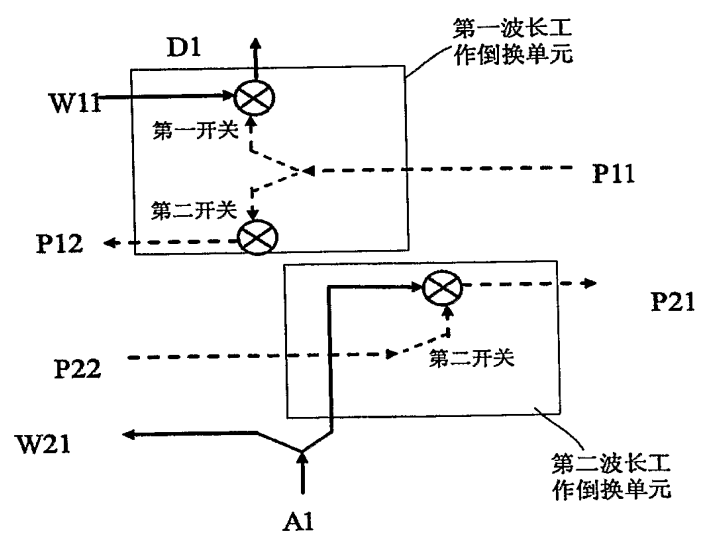 第一波长工
作倒换单元
D1
W11
第一开关
P11
第二开关
P12
P21
P22
第二开关
W21
第二波长工
作倒换单元
A1